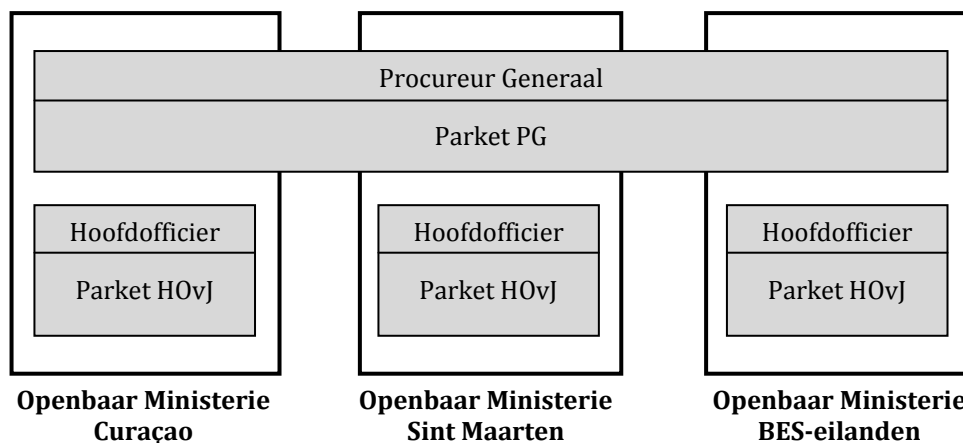 Procureur Generaal
Parket PG
Hoofdofficier
Parket HOvJ
Hoofdofficier
Parket HOvJ
Hoofdofficier
Parket HOvJ
Openbaar Ministerie
Curaçao
Openbaar Ministerie
Sint Maarten
Openbaar Ministerie
BES-eilanden